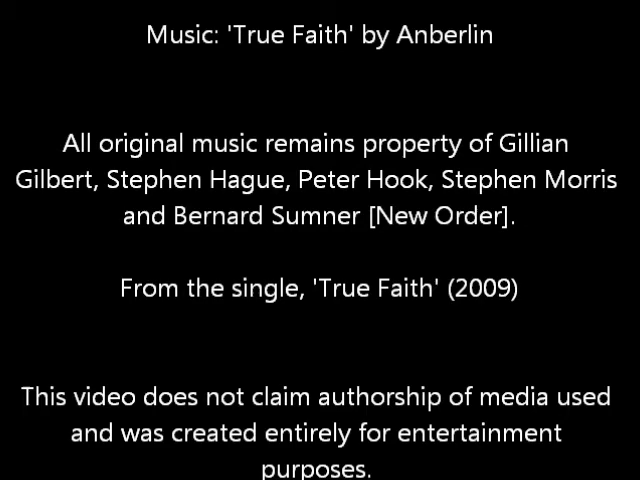 Music: 'True Faith' by Anberlin
All original music remains property of Gillian
Gilbert, Stephen Hague, Peter Hook, Stephen Morris
and Bernard Sumner [New Order].
From the single, 'True Faith' (2009)
This video does not claim authorship of media used
and was created entirely for entertainment
purposes.